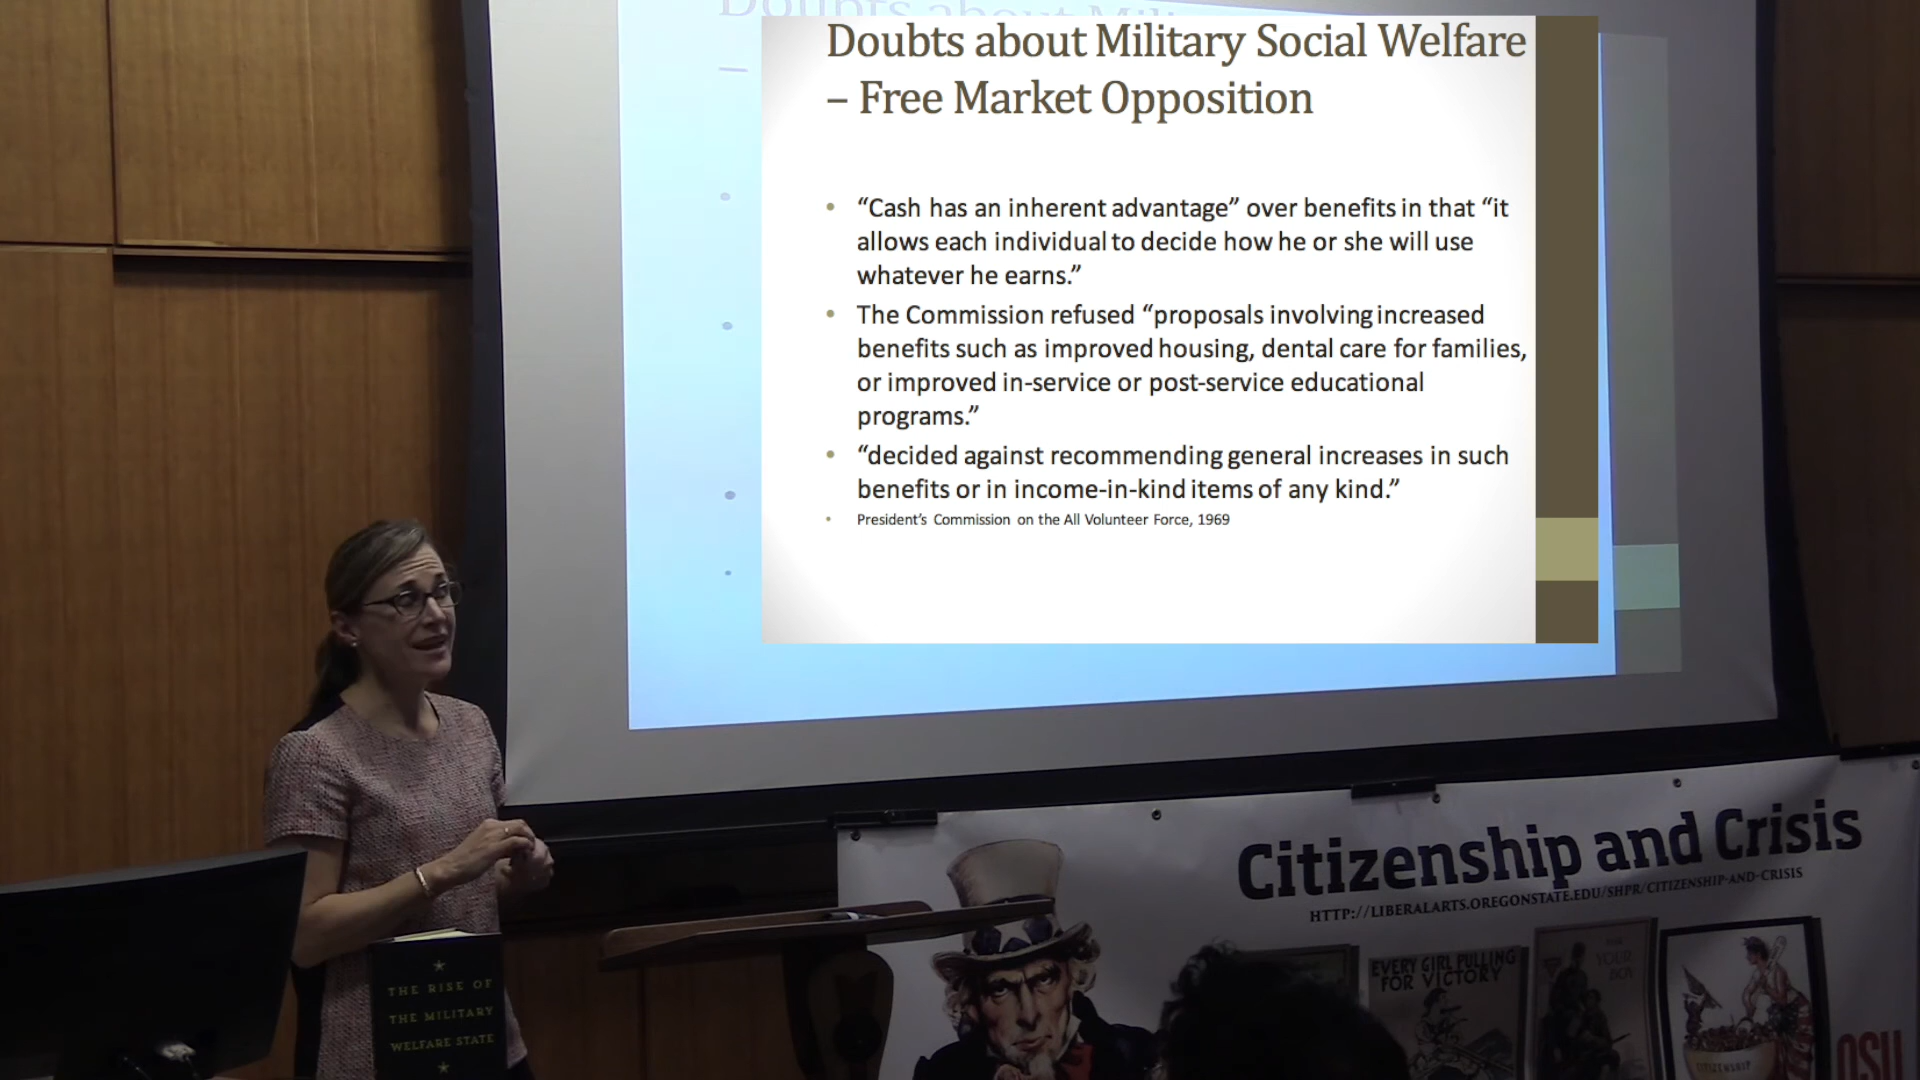 Doubts about Military Social Welfare
– Free Market Opposition
• “Cash has an inherent advantage” over benefits in that “it
allows each individual to decide how he or she will use
whatever he earns.”
• The Commission refused “proposals involving increased
benefits such as improved housing, dental care for families,
or improved in-service or post-service educational
programs.”
• “decided against recommending general increases in such
benefits or in income-in-kind items of any kind.”
• President’s Commission on the All Volunteer Force, 1969
THE RISE OF
THE MILITARY
WELFARE STATE
Citizenship and Crisis
HTTP://LIBERALARTS.OREGONSTATE.EDU/SHPR/CITIZENSHIP-AND-CRISIS
EVERY GIRL PULLING
FOR VICTORY
YOUR
BOY
CITIZENSHIP
OSU